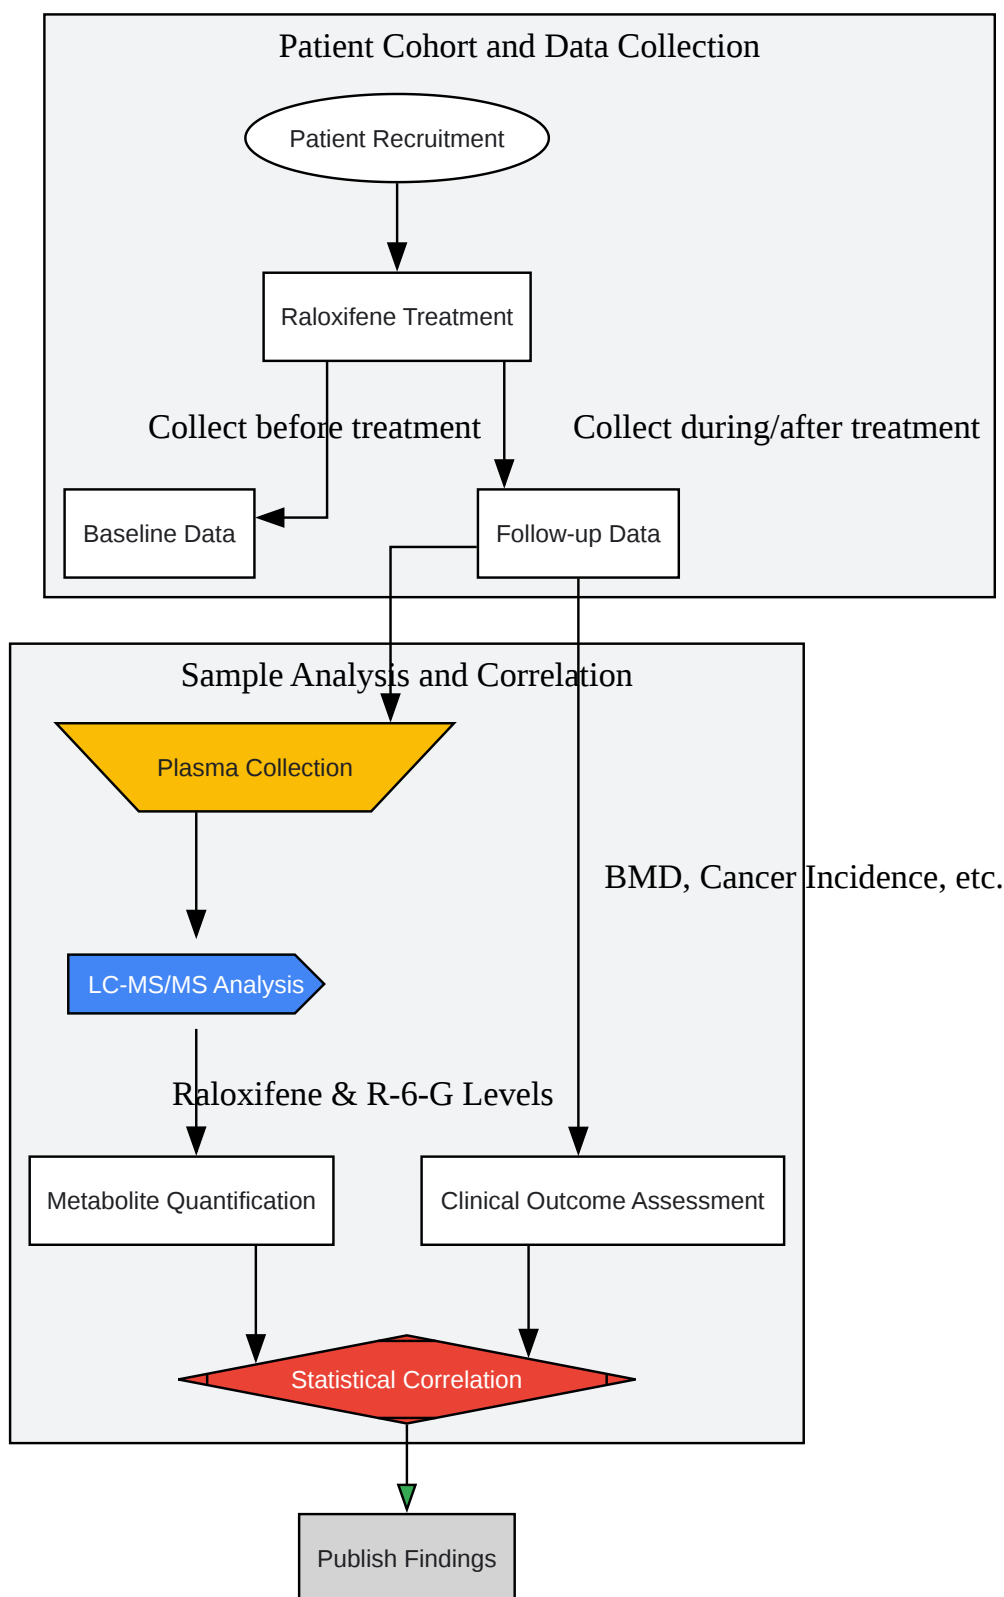 Patient Cohort and Data Collection
Patient Recruitment
Raloxifene Treatment
Collect before treatment
Collect during/after treatment
Baseline Data
Follow-up Data
Sample Analysis and Correlation
Plasma Collection
BMD, Cancer Incidence, etc.
LC-MS/MS Analysis
Raloxifene & R-6-G Levels
Metabolite Quantification
Clinical Outcome Assessment
Statistical Correlation
Publish Findings